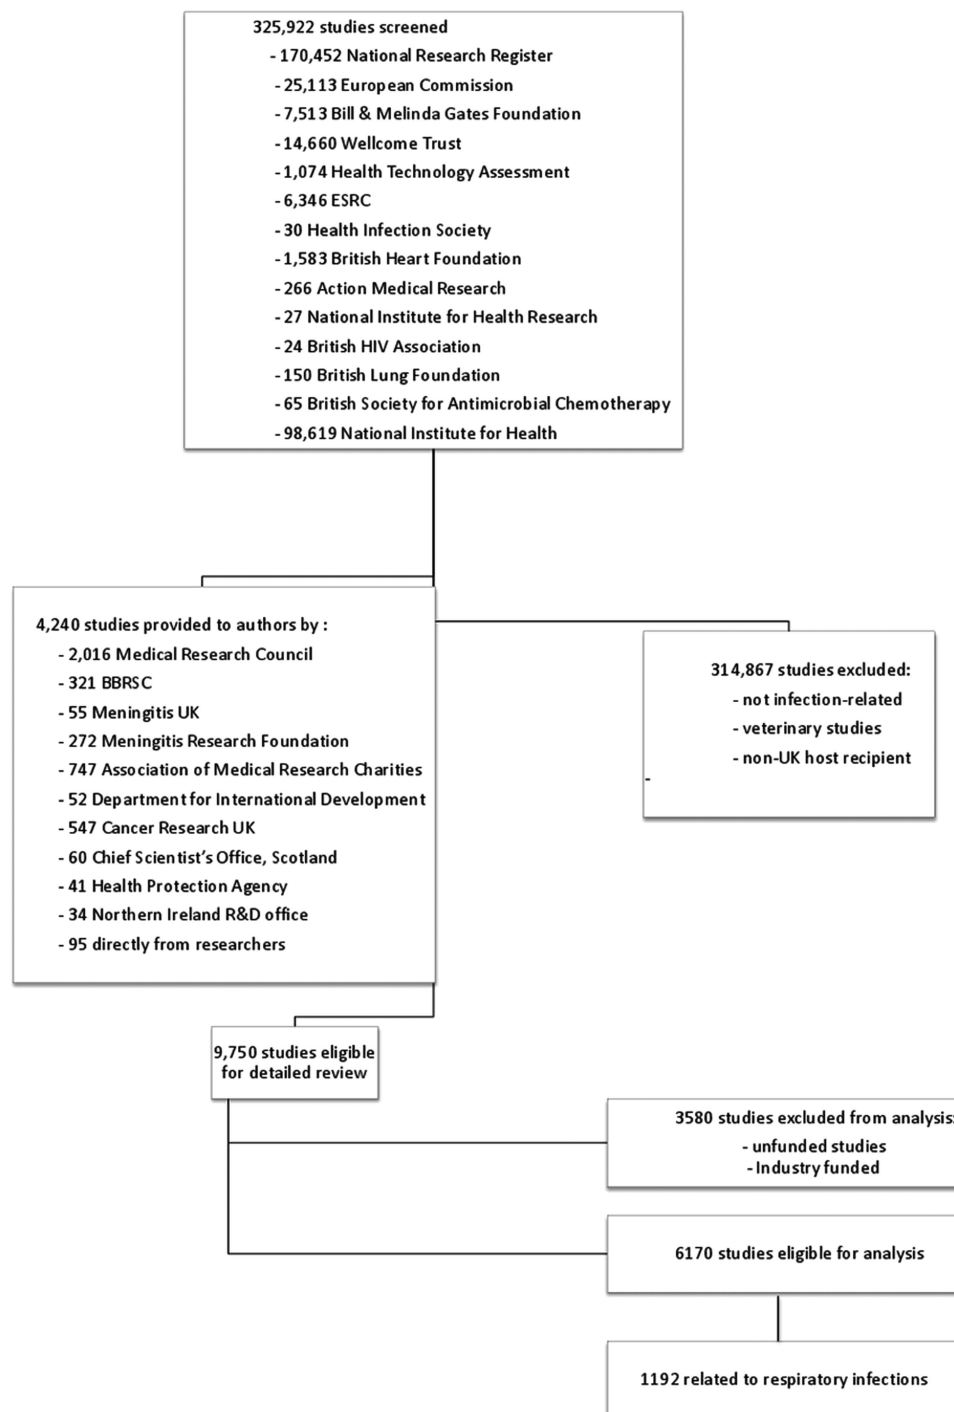 325,922 studies screened
- 170,452 National Research Register
- 25,113 European Commission
- 7,513 Bill & Melinda Gates Foundation
- 14,660 Wellcome Trust
- 1,074 Health Technology Assessment
- 6,346 ESRC
- 30 Health Infection Society
- 1,583 British Heart Foundation
- 266 Action Medical Research
- 27 National Institute for Health Research
- 24 British HIV Association
- 150 British Lung Foundation
- 65 British Society for Antimicrobial Chemotherapy
- 98,619 National Institute for Health
4,240 studies provided to authors by :
- 2,016 Medical Research Council
- 321 BBRSC
- 55 Meningitis UK
- 272 Meningitis Research Foundation
- 747 Association of Medical Research Charities
- 52 Department for International Development
- 547 Cancer Research UK
- 60 Chief Scientist's Office, Scotland
- 41 Health Protection Agency
- 34 Northern Ireland R&D office
- 95 directly from researchers
314,867 studies excluded:
- not infection-related
- veterinary studies
- non-UK host recipient
-
9,750 studies eligible
for detailed review
3580 studies excluded from analysis:
- unfunded studies
- Industry funded
6170 studies eligible for analysis
1192 related to respiratory infections